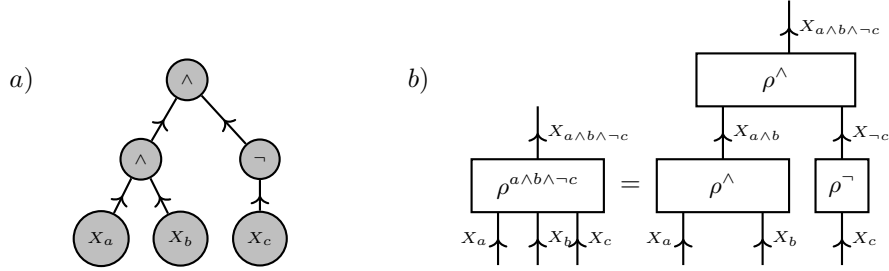 X_{a∧b∧¬c}
a)
∧
b)
ρ^∧
X_{a∧b∧¬c}
X_{a∧b}
X_{¬c}
∧
¬
ρ^{a∧b∧¬c}
=
ρ^∧
ρ^¬
X_a
X_b
X_c
X_a
X_b
X_c
X_a
X_b
X_c